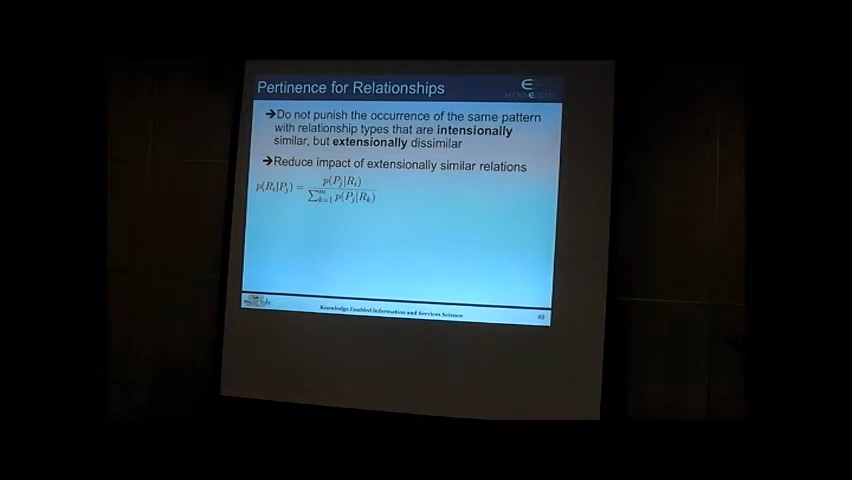 Pertinence for Relationships
➔Do not punish the occurrence of the same pattern
with relationship types that are intensionally
similar, but extensionally dissimilar
➔Reduce impact of extensionally similar relations
p(R_i|P_j) = p(P_j|R_i) / ∑_{k=1}^{m} p(P_j|R_k)
Knowledge Enabled Information and Services Science
49